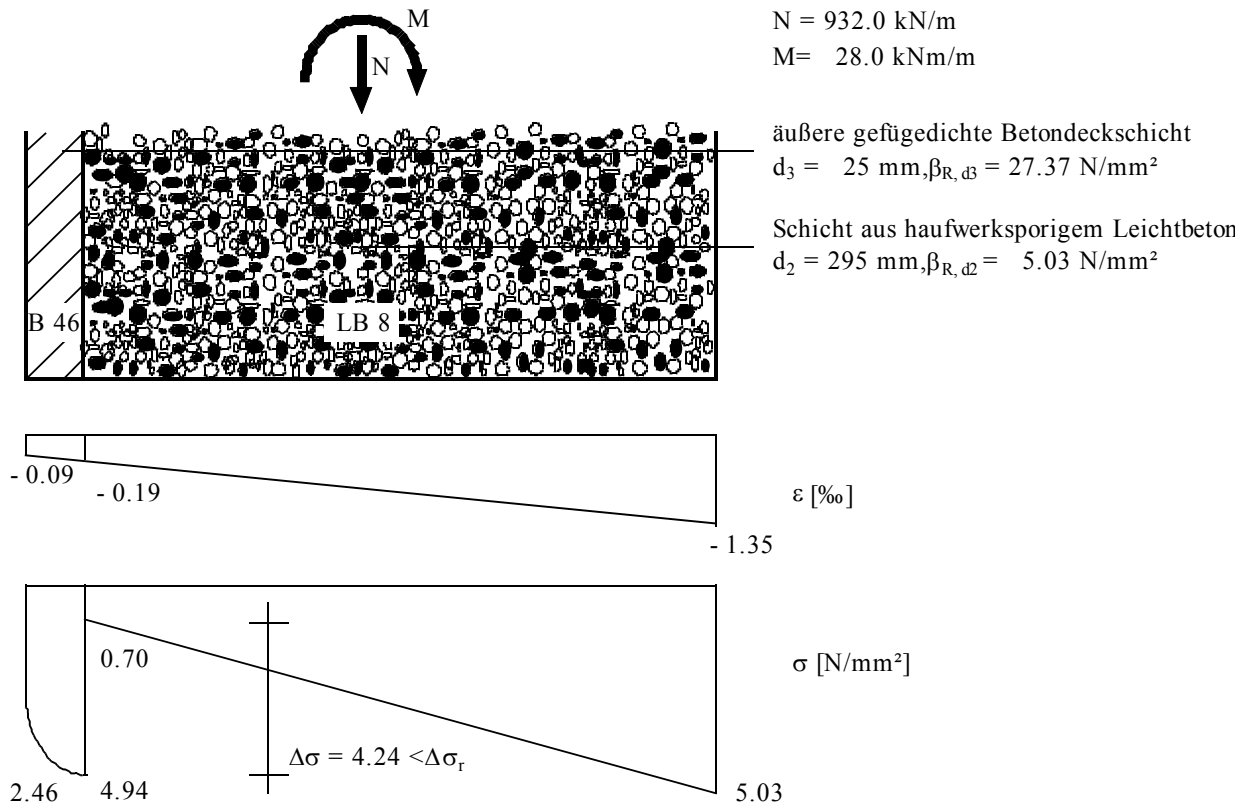 M
N
N = 932.0 kN/m
M= 28.0 kNm/m
äußere gefügedichte Betondeckschicht
d₃ = 25 mm,β_R, d3 = 27.37 N/mm²
Schicht aus haufwerksporigem Leichtbeton
d₂ = 295 mm,β_R, d2 = 5.03 N/mm²
B 46
LB 8
- 0.09
- 0.19
- 1.35
ε [‰]
0.70
σ [N/mm²]
Δσ = 4.24 <Δσᵣ
2.46
4.94
5.03